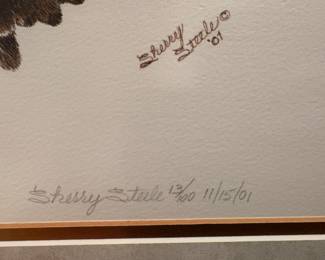 Sherry
Steele ©
'01
Sherry Steele 13/100 11/15/01